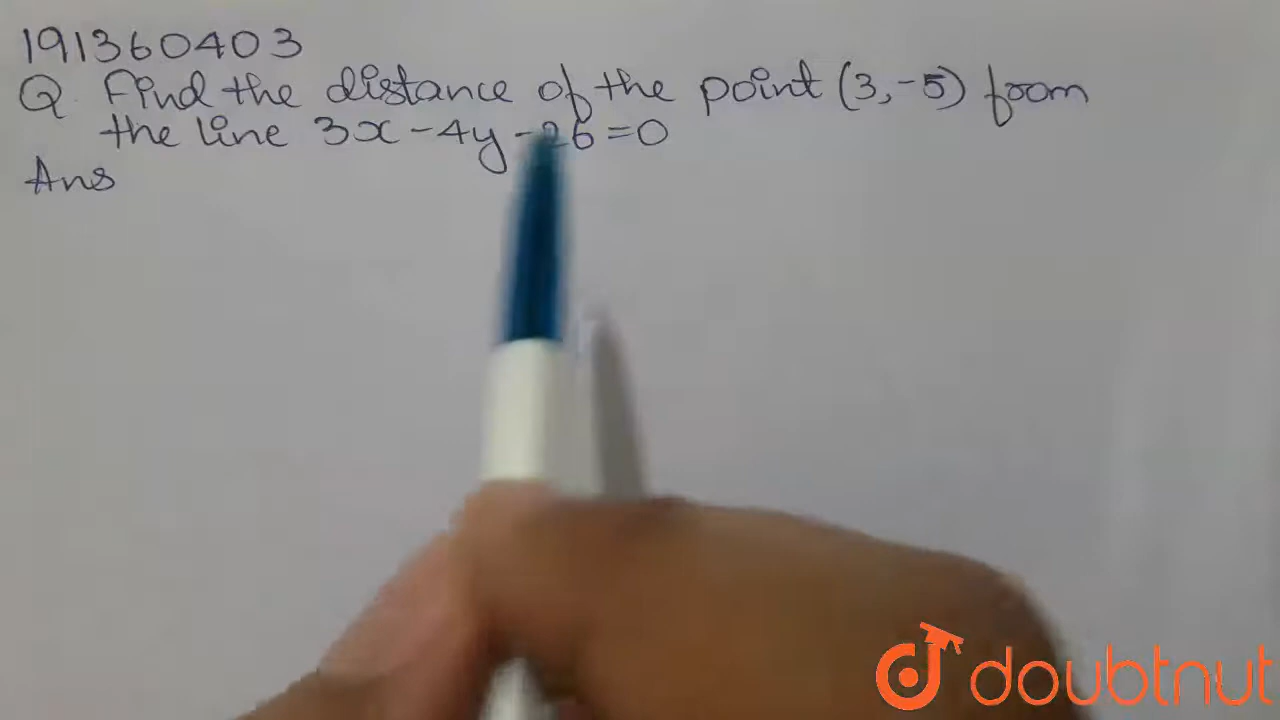 191360403
Q. Find the distance of the point (3,-5) from
the line 3x-4y-26=0
Ans
doubtnut